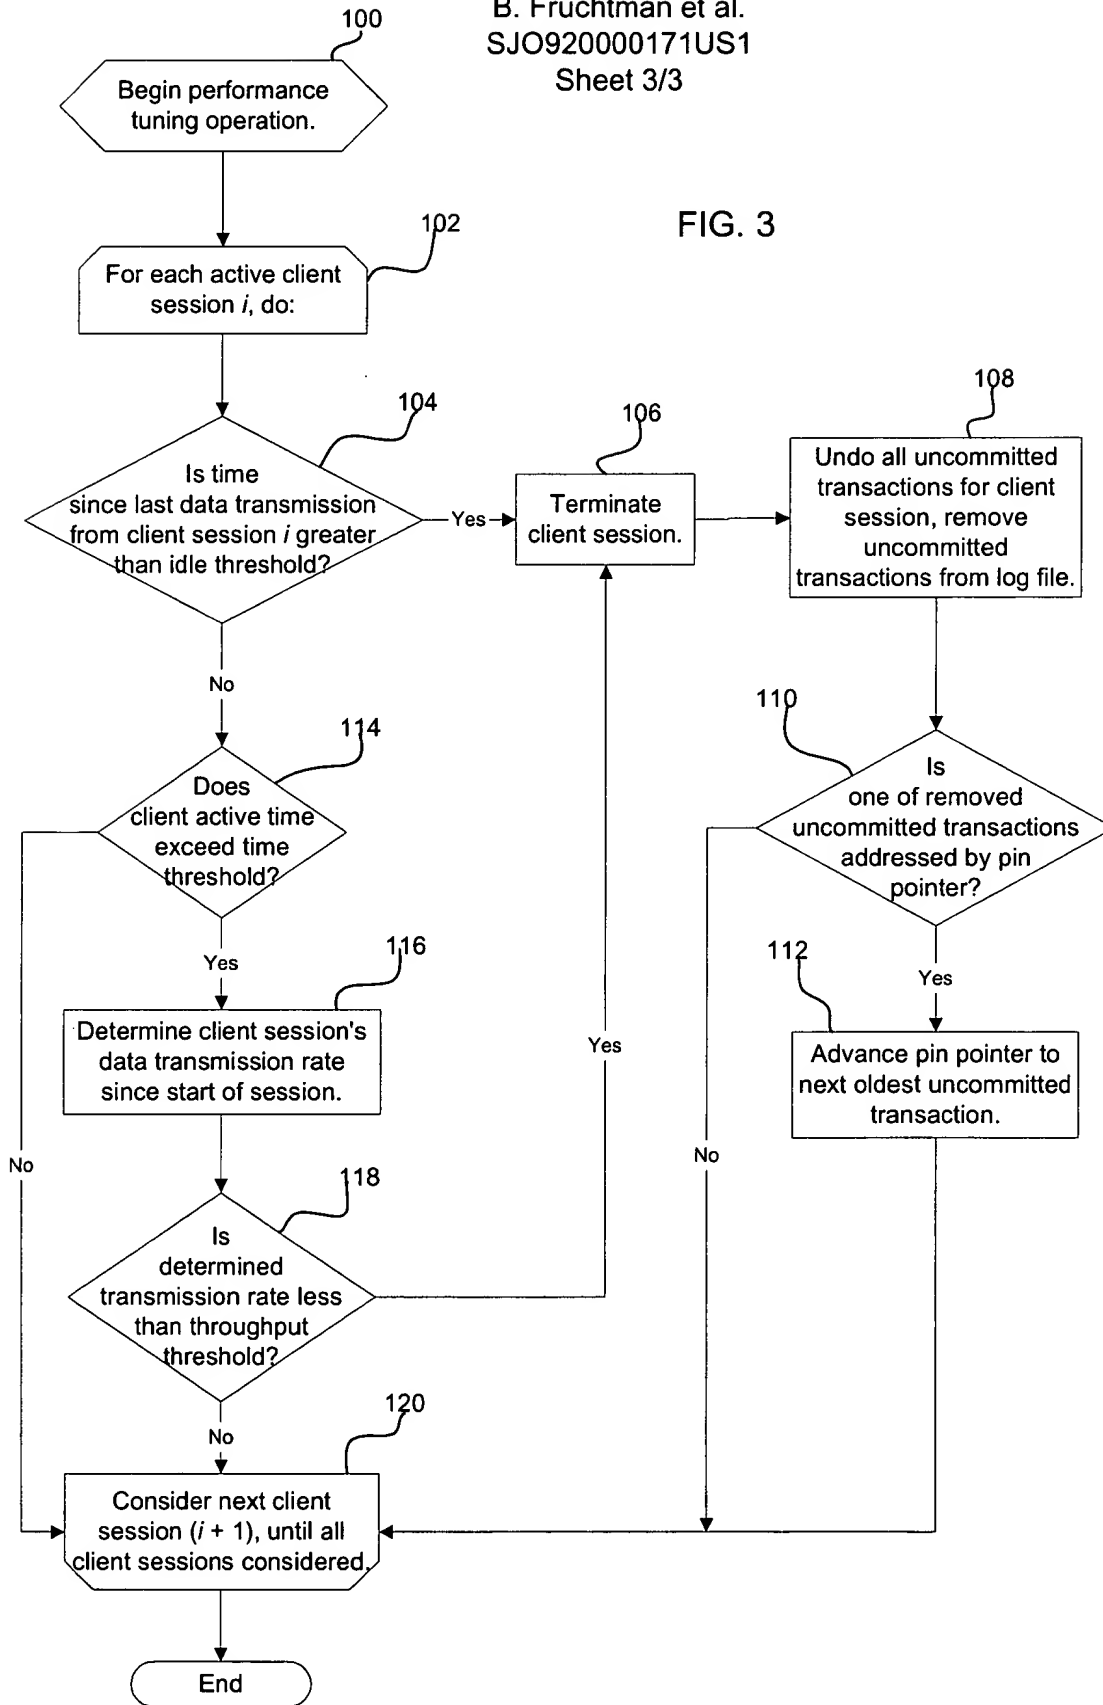 B. Fruchtman et al.
SJO920000171US1
Sheet 3/3
FIG. 3
100
Begin performance
tuning operation.
102
For each active client
session i, do:
104
Is time
since last data transmission
from client session i greater
than idle threshold?
Yes
106
Terminate
client session.
108
Undo all uncommitted
transactions for client
session, remove
uncommitted
transactions from log file.
No
110
Is
one of removed
uncommitted transactions
addressed by pin
pointer?
114
Does
client active time
exceed time
threshold?
Yes
112
Yes
Advance pin pointer to
next oldest uncommitted
transaction.
116
Determine client session's
data transmission rate
since start of session.
Yes
No
No
118
Is
determined
transmission rate less
than throughput
threshold?
No
120
Consider next client
session (i + 1), until all
client sessions considered.
End